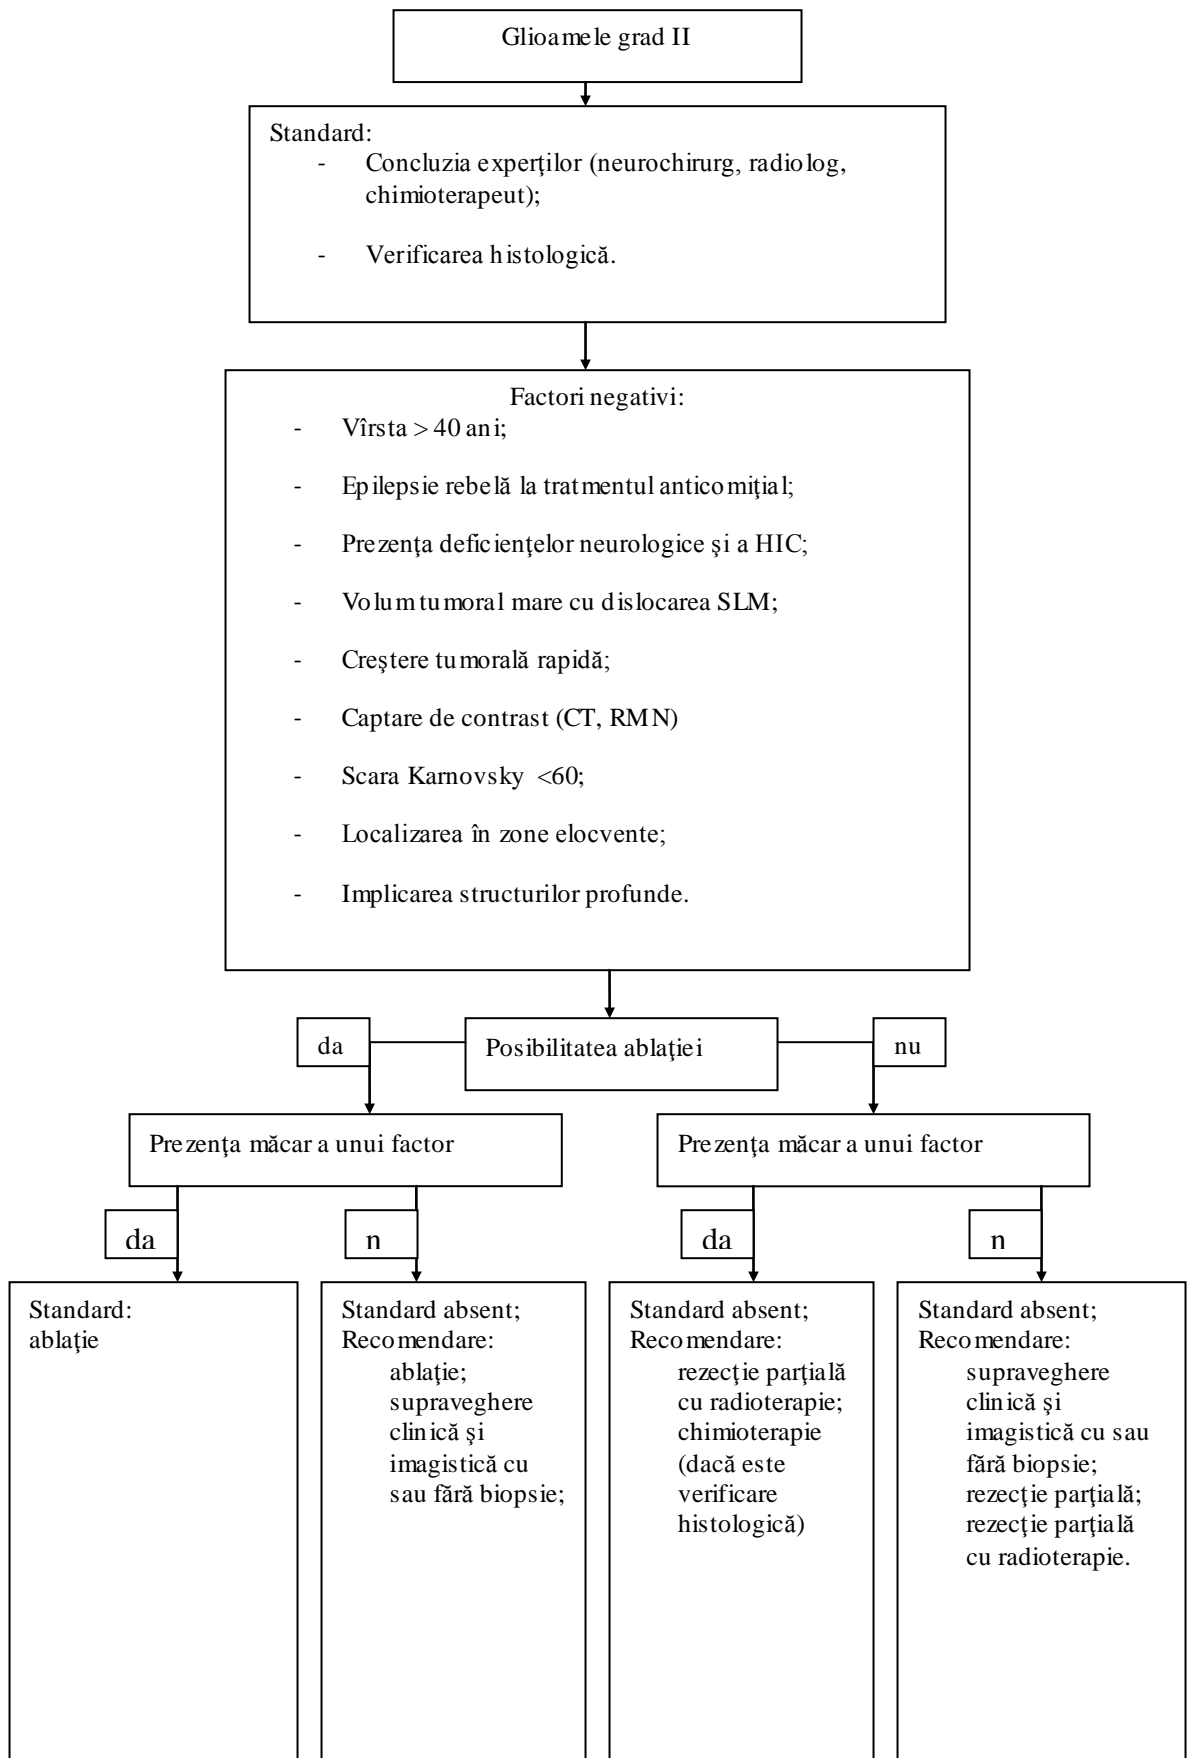 Glioamele grad II
Standard:
- Concluzia experţilor (neurochirurg, radiolog,
chimioterapeut);
- Verificarea histologică.
Factori negativi:
- Vîrsta > 40 ani;
- Epilepsie rebelă la tratmentul anticomiţial;
- Prezenţa deficienţelor neurologice şi a HIC;
- Volum tumoral mare cu dislocarea SLM;
- Creştere tumorală rapidă;
- Captare de contrast (CT, RMN)
- Scara Karnovsky <60;
- Localizarea în zone elocvente;
- Implicarea structurilor profunde.
da
Posibilitatea ablaţiei
nu
Prezenţa măcar a unui factor
Prezenţa măcar a unui factor
da
n
da
n
Standard:
ablaţie
Standard absent;
Recomendare:
ablaţie;
supraveghere
clinică şi
imagistică cu
sau fără biopsie;
Standard absent;
Recomendare:
rezecţie parţială
cu radioterapie;
chimioterapie
(dacă este
verificare
histologică)
Standard absent;
Recomendare:
supraveghere
clinică şi
imagistică cu sau
fără biopsie;
rezecţie parţială;
rezecţie parţială
cu radioterapie.